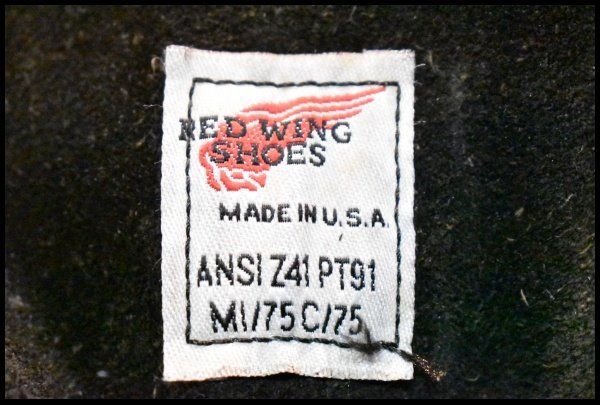 RED WING
SHOES
MADE IN U.S.A.
ANSI Z41 PT91
MI/75 C/75